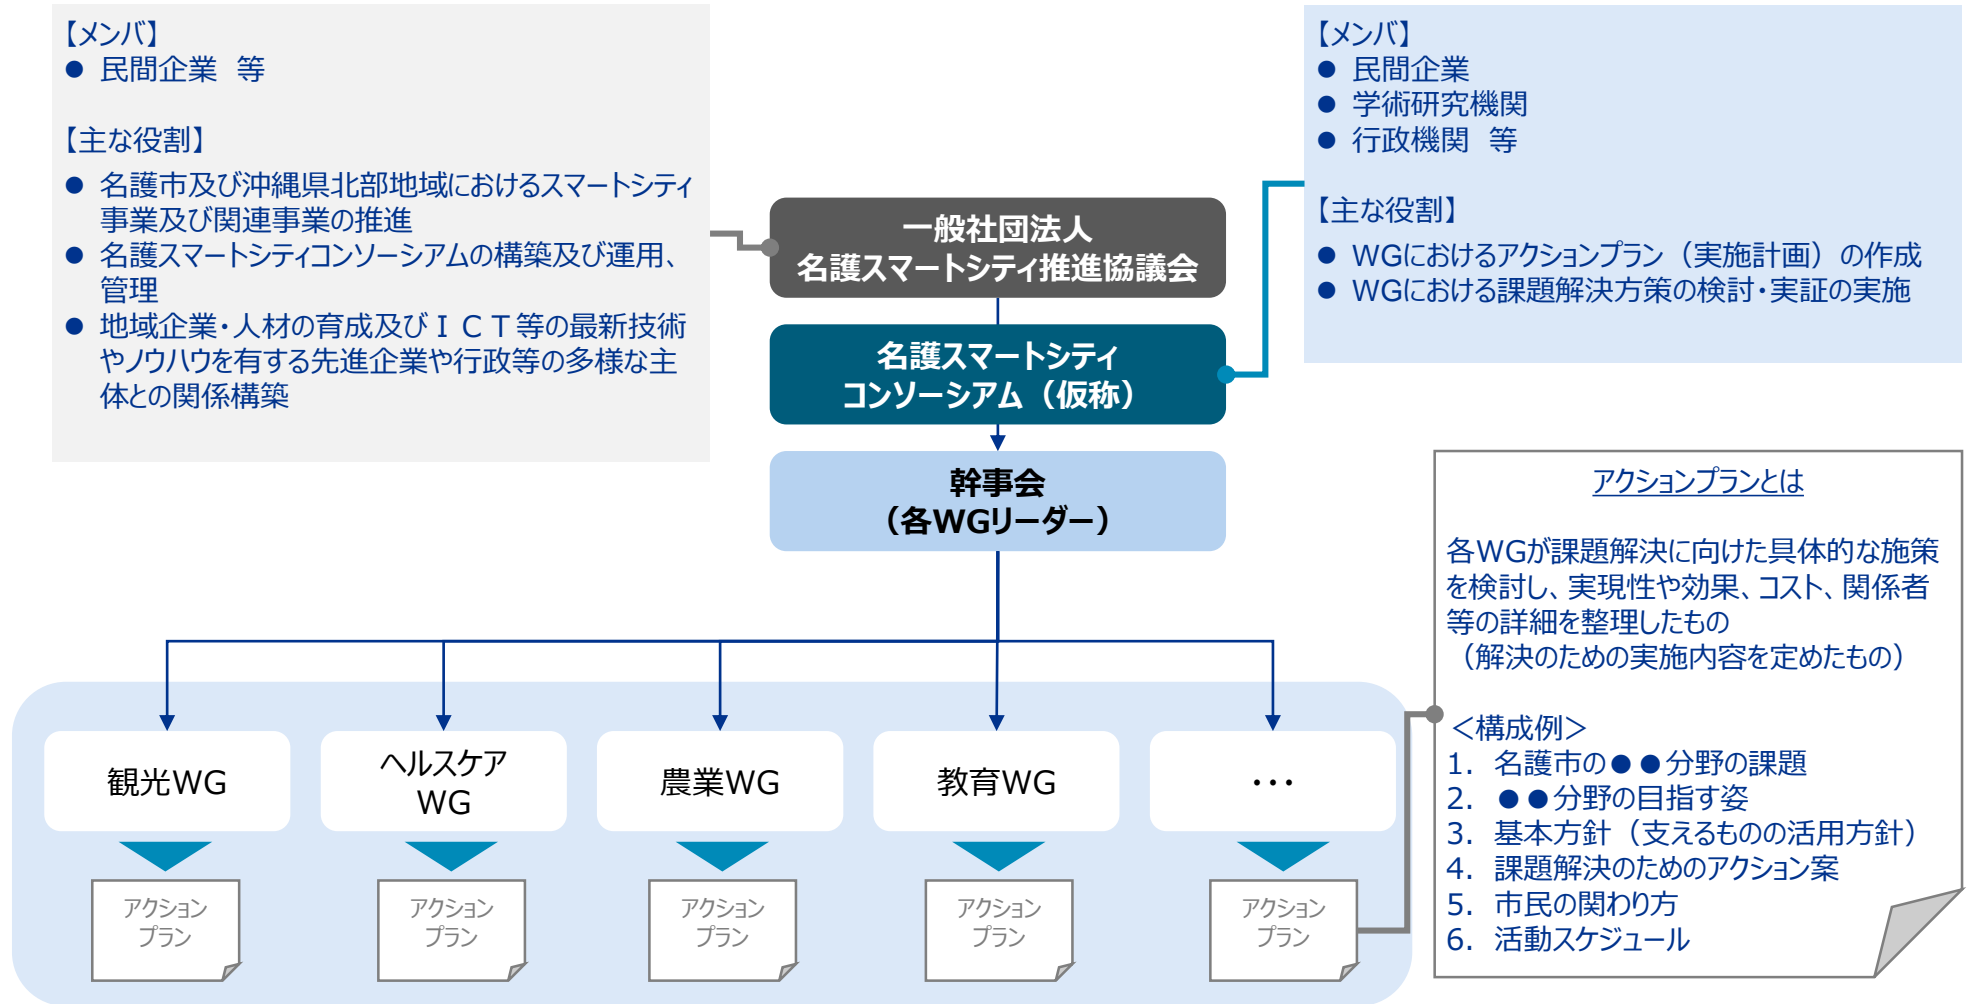 【メンバ】
● 民間企業　等
【主な役割】
● 名護市及び沖縄県北部地域におけるスマートシティ
事業及び関連事業の推進
● 名護スマートシティコンソーシアムの構築及び運用、
管理
● 地域企業・人材の育成及びＩＣＴ等の最新技術
やノウハウを有する先進企業や行政等の多様な主
体との関係構築
【メンバ】
● 民間企業
● 学術研究機関
● 行政機関　等
【主な役割】
● WGにおけるアクションプラン（実施計画）の作成
● WGにおける課題解決方策の検討・実証の実施
一般社団法人
名護スマートシティ推進協議会
名護スマートシティ
コンソーシアム（仮称）
幹事会
（各WGリーダー）
観光WG
ヘルスケア
WG
農業WG
教育WG
・・・
アクション
プラン
アクション
プラン
アクション
プラン
アクション
プラン
アクション
プラン
アクションプランとは
各WGが課題解決に向けた具体的な施策
を検討し、実現性や効果、コスト、関係者
等の詳細を整理したもの
（解決のための実施内容を定めたもの）
＜構成例＞
1. 名護市の●●分野の課題
2. ●●分野の目指す姿
3. 基本方針（支えるものの活用方針）
4. 課題解決のためのアクション案
5. 市民の関わり方
6. 活動スケジュール